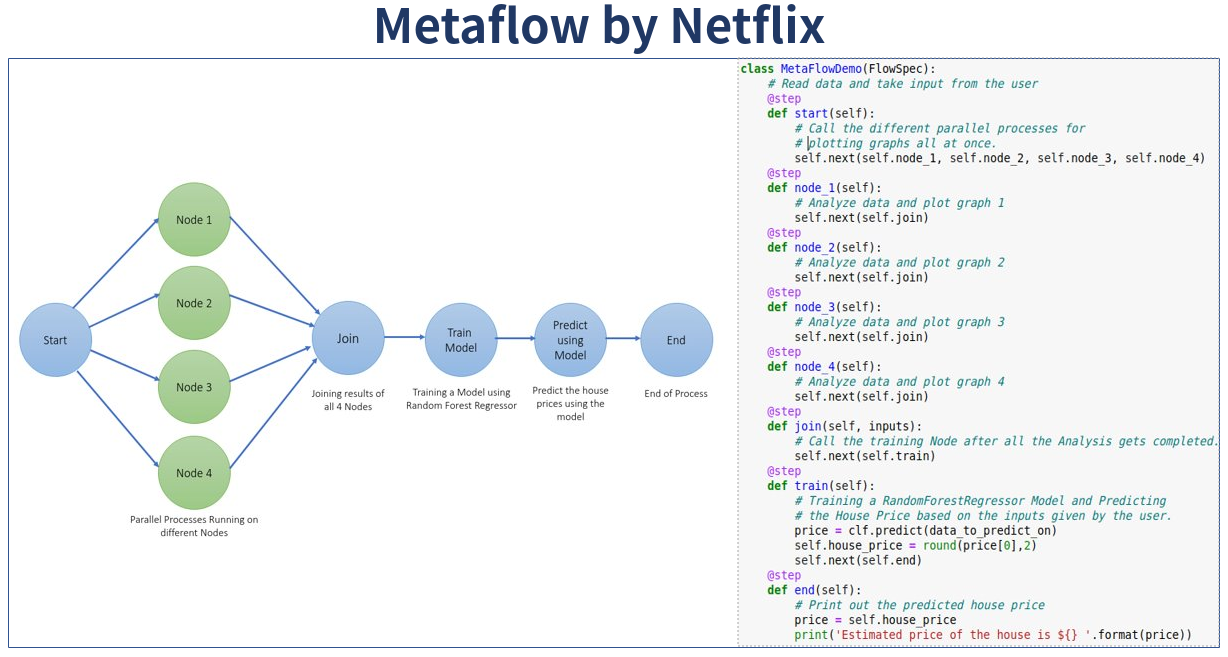 Metaflow by Netflix
Start
Node 1
Node 2
Node 3
Node 4
Parallel Processes Running on
different Nodes
Join
Joining results of
all 4 Nodes
Train
Model
Training a Model using
Random Forest Regressor
Predict
using
Model
Predict the house
prices using the
model
End
End of Process
class MetaFlowDemo(FlowSpec):
    # Read data and take input from the user
    @step
    def start(self):
        # Call the different parallel processes for
        # plotting graphs all at once.
        self.next(self.node_1, self.node_2, self.node_3, self.node_4)
    @step
    def node_1(self):
        # Analyze data and plot graph 1
        self.next(self.join)
    @step
    def node_2(self):
        # Analyze data and plot graph 2
        self.next(self.join)
    @step
    def node_3(self):
        # Analyze data and plot graph 3
        self.next(self.join)
    @step
    def node_4(self):
        # Analyze data and plot graph 4
        self.next(self.join)
    @step
    def join(self, inputs):
        # Call the training Node after all the Analysis gets completed.
        self.next(self.train)
    @step
    def train(self):
        # Training a RandomForestRegressor Model and Predicting
        # the House Price based on the inputs given by the user.
        price = clf.predict(data_to_predict_on)
        self.house_price = round(price[0],2)
        self.next(self.end)
    @step
    def end(self):
        # Print out the predicted house price
        price = self.house_price
        print('Estimated price of the house is ${} '.format(price))